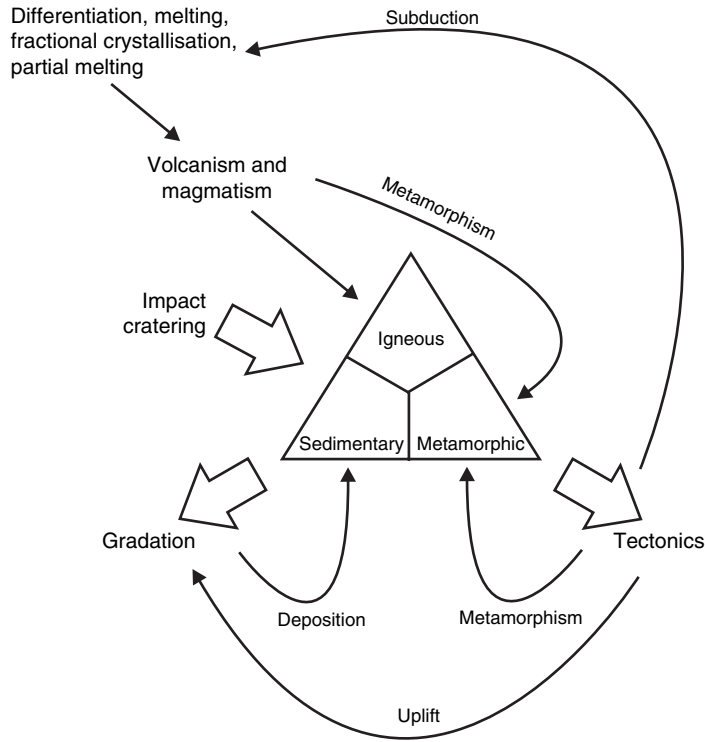 Differentiation, melting,
fractional crystallisation,
partial melting
Subduction
Volcanism and
magmatism
Metamorphism
Impact
cratering
Igneous
Sedimentary
Metamorphic
Gradation
Tectonics
Deposition
Metamorphism
Uplift